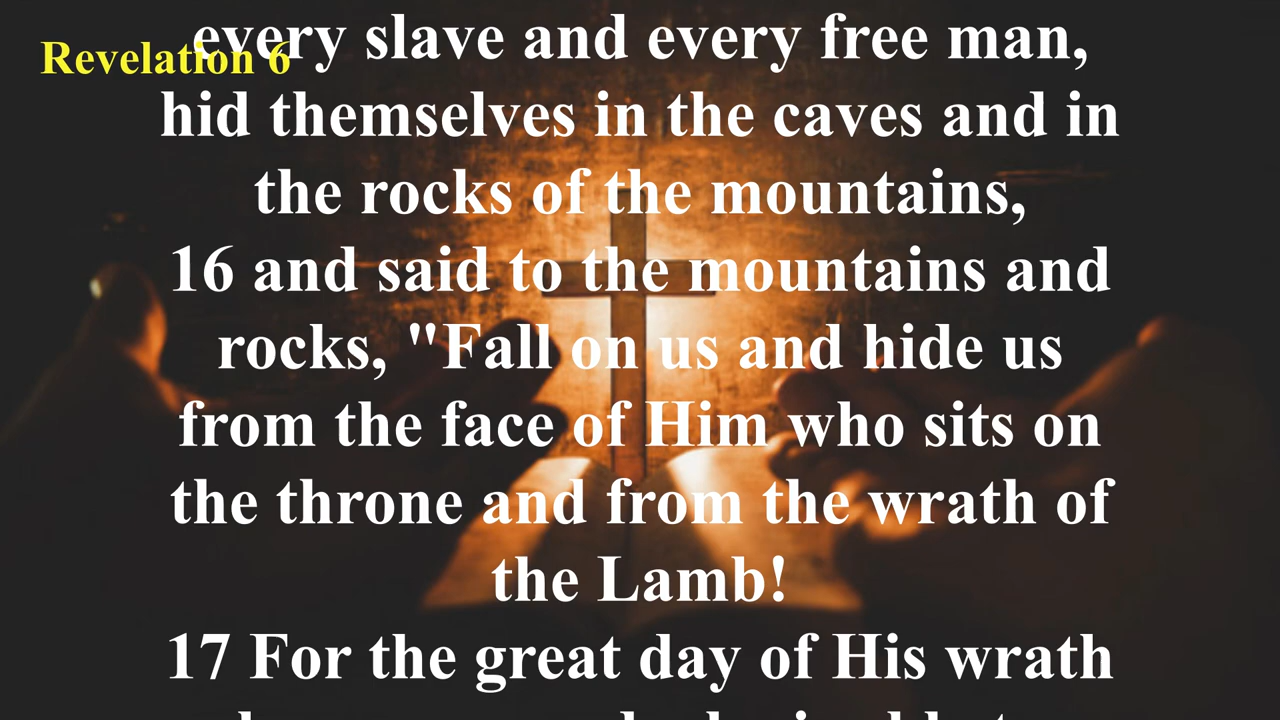 Revelation 6
every slave and every free man,
hid themselves in the caves and in
the rocks of the mountains,
16 and said to the mountains and
rocks, "Fall on us and hide us
from the face of Him who sits on
the throne and from the wrath of
the Lamb!
17 For the great day of His wrath